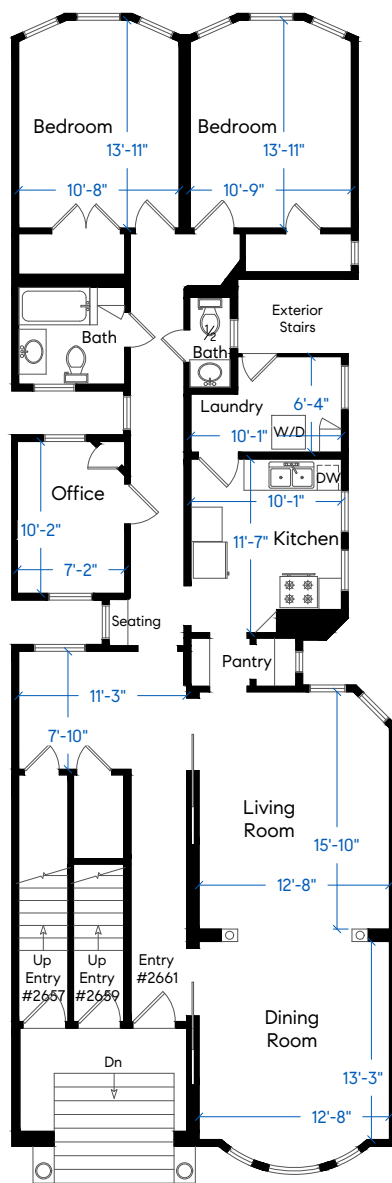 Bedroom
13'-11"
10'-8"
Bedroom
13'-11"
10'-9"
Bath
½
Bath
Exterior
Stairs
Laundry
6'-4"
W/D
10'-1"
Office
10'-2"
7'-2"
DW
10'-1"
11'-7"
Kitchen
Seating
Pantry
11'-3"
7'-10"
Living
Room
15'-10"
12'-8"
Up
Entry
#2657
Up
Entry
#2659
Entry
#2661
Dining
Room
13'-3"
12'-8"
Dn